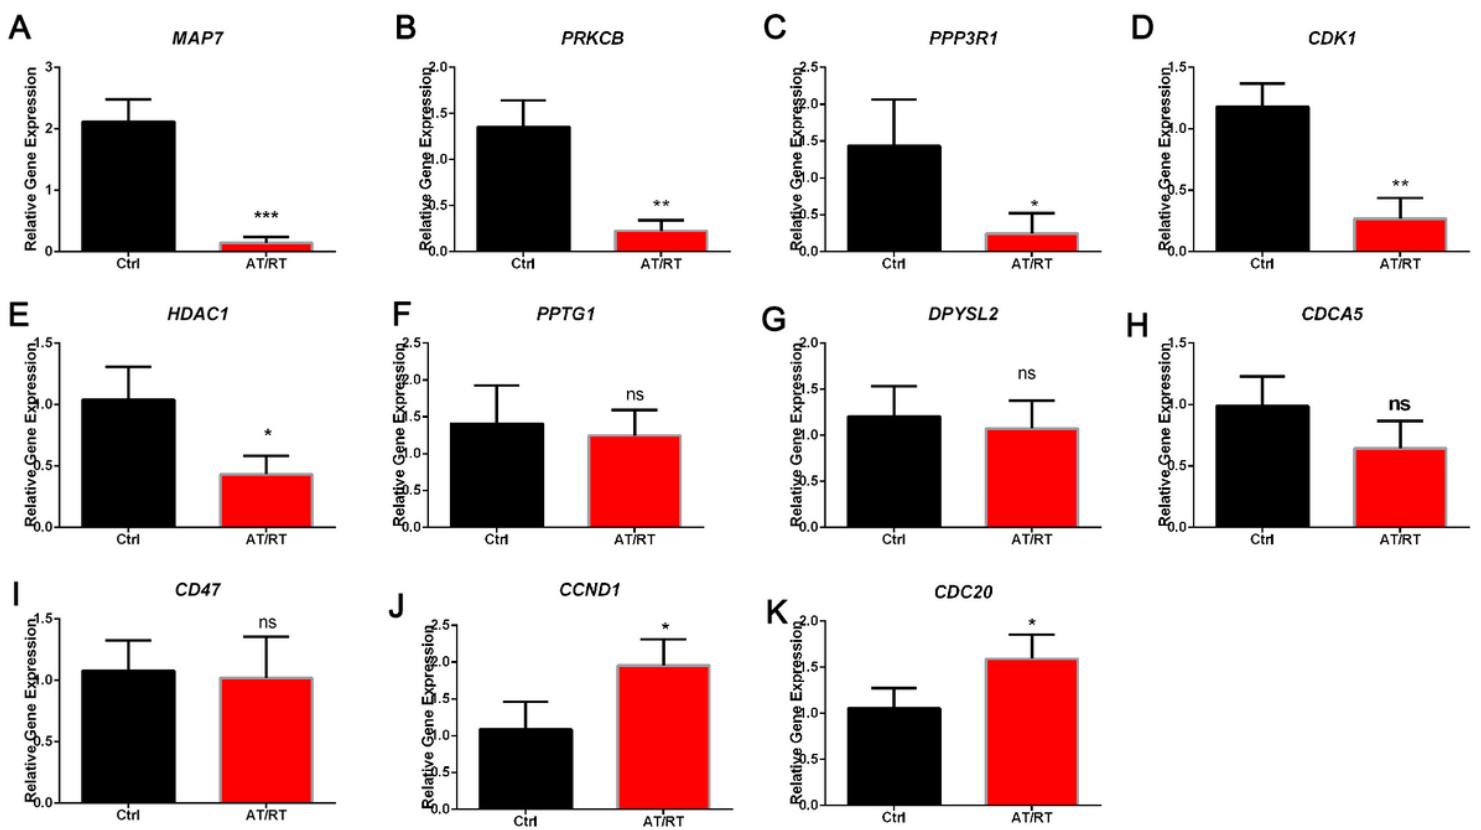 A
MAP7
Relative Gene Expression
3
2
1
0
***
Ctrl
AT/RT
B
PRKCB
Relative Gene Expression
2.0
1.5
1.0
0.5
0.0
**
Ctrl
AT/RT
C
PPP3R1
Relative Gene Expression
2.5
2.0
1.5
1.0
0.5
0.0
*
Ctrl
AT/RT
D
CDK1
Relative Gene Expression
1.5
1.0
0.5
0.0
**
Ctrl
AT/RT
E
HDAC1
Relative Gene Expression
1.5
1.0
0.5
0.0
*
Ctrl
AT/RT
F
PPTG1
Relative Gene Expression
2.5
2.0
1.5
1.0
0.5
0.0
ns
Ctrl
AT/RT
G
DPYSL2
Relative Gene Expression
2.0
1.5
1.0
0.5
0.0
ns
Ctrl
AT/RT
H
CDCA5
Relative Gene Expression
1.5
1.0
0.5
0.0
ns
Ctrl
AT/RT
I
CD47
Relative Gene Expression
1.5
1.0
0.5
0.0
ns
Ctrl
AT/RT
J
CCND1
Relative Gene Expression
2.5
2.0
1.5
1.0
0.5
0.0
*
Ctrl
AT/RT
K
CDC20
Relative Gene Expression
2.0
1.5
1.0
0.5
0.0
*
Ctrl
AT/RT